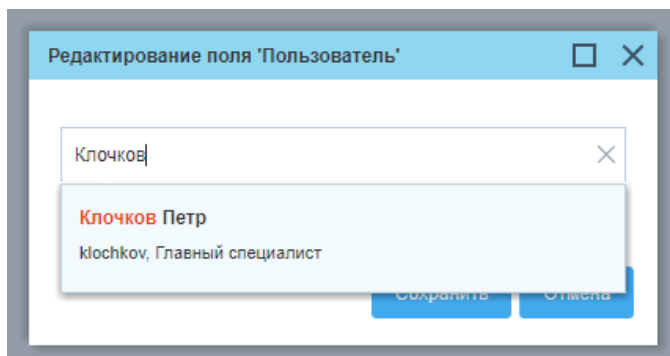 Редактирование поля 'Пользователь'
Клочков
Клочков Петр
klochkov, Главный специалист
Сохранить Отмена